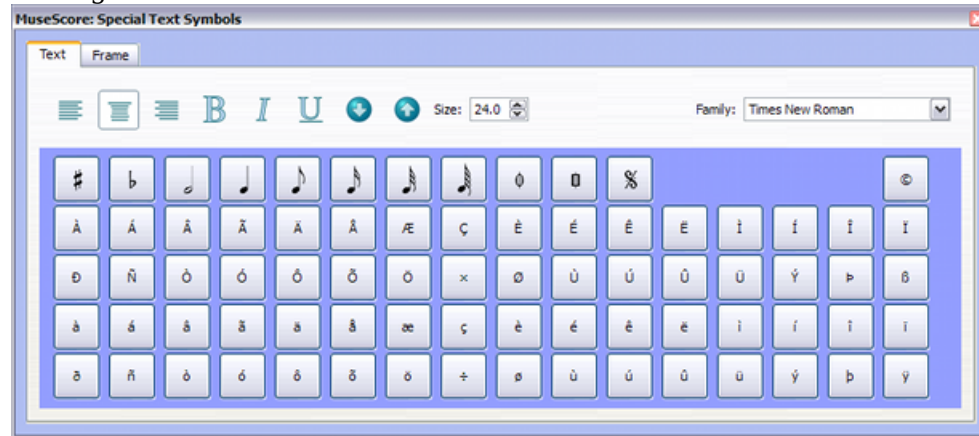 MuseScore: Special Text Symbols
Text Frame
B I U Size: 24.0 Family: Times New Roman
♯ ♭ 𝅗𝅥 ♩ ♪ 𝅘𝅥𝅯 𝅘𝅥𝅰 𝅘𝅥𝅱 𝄌 𝄋 ©
À Á Â Ã Ä Å Æ Ç È É Ê Ë Ì Í Î Ï
Ð Ñ Ò Ó Ô Õ Ö × Ø Ù Ú Û Ü Ý Þ ß
à á â ã ä å æ ç è é ê ë ì í î ï
ð ñ ò ó ô õ ö ÷ ø ù ú û ü ý þ ÿ